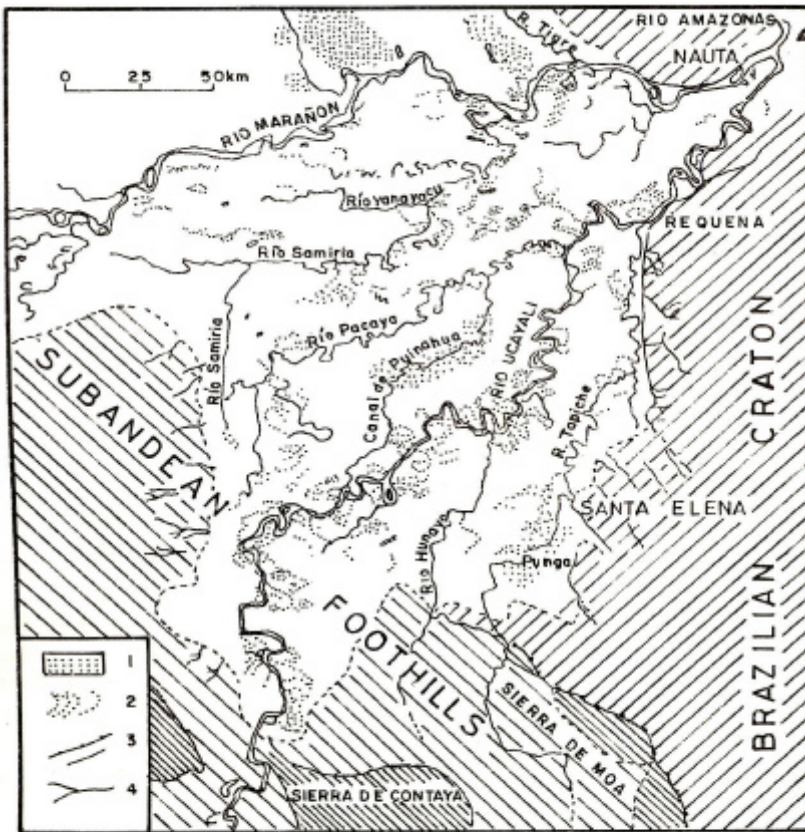 RIO AMAZONAS
NAUTA
R. Tigre
0 25 50km
RIO MARAÑON
Río Yanayacu
REQUENA
Río Samiria
Río Pacaya
Canal de Puinahua
RIO UCAYALI
Río Samiria
SUBANDEAN
CRATON
R. Tapiche
SANTA ELENA
Río Hunaya
Punga
FOOTHILLS
BRAZILIAN
SIERRA DE MOA
SIERRA DE CONTAYA
1
2
3
4